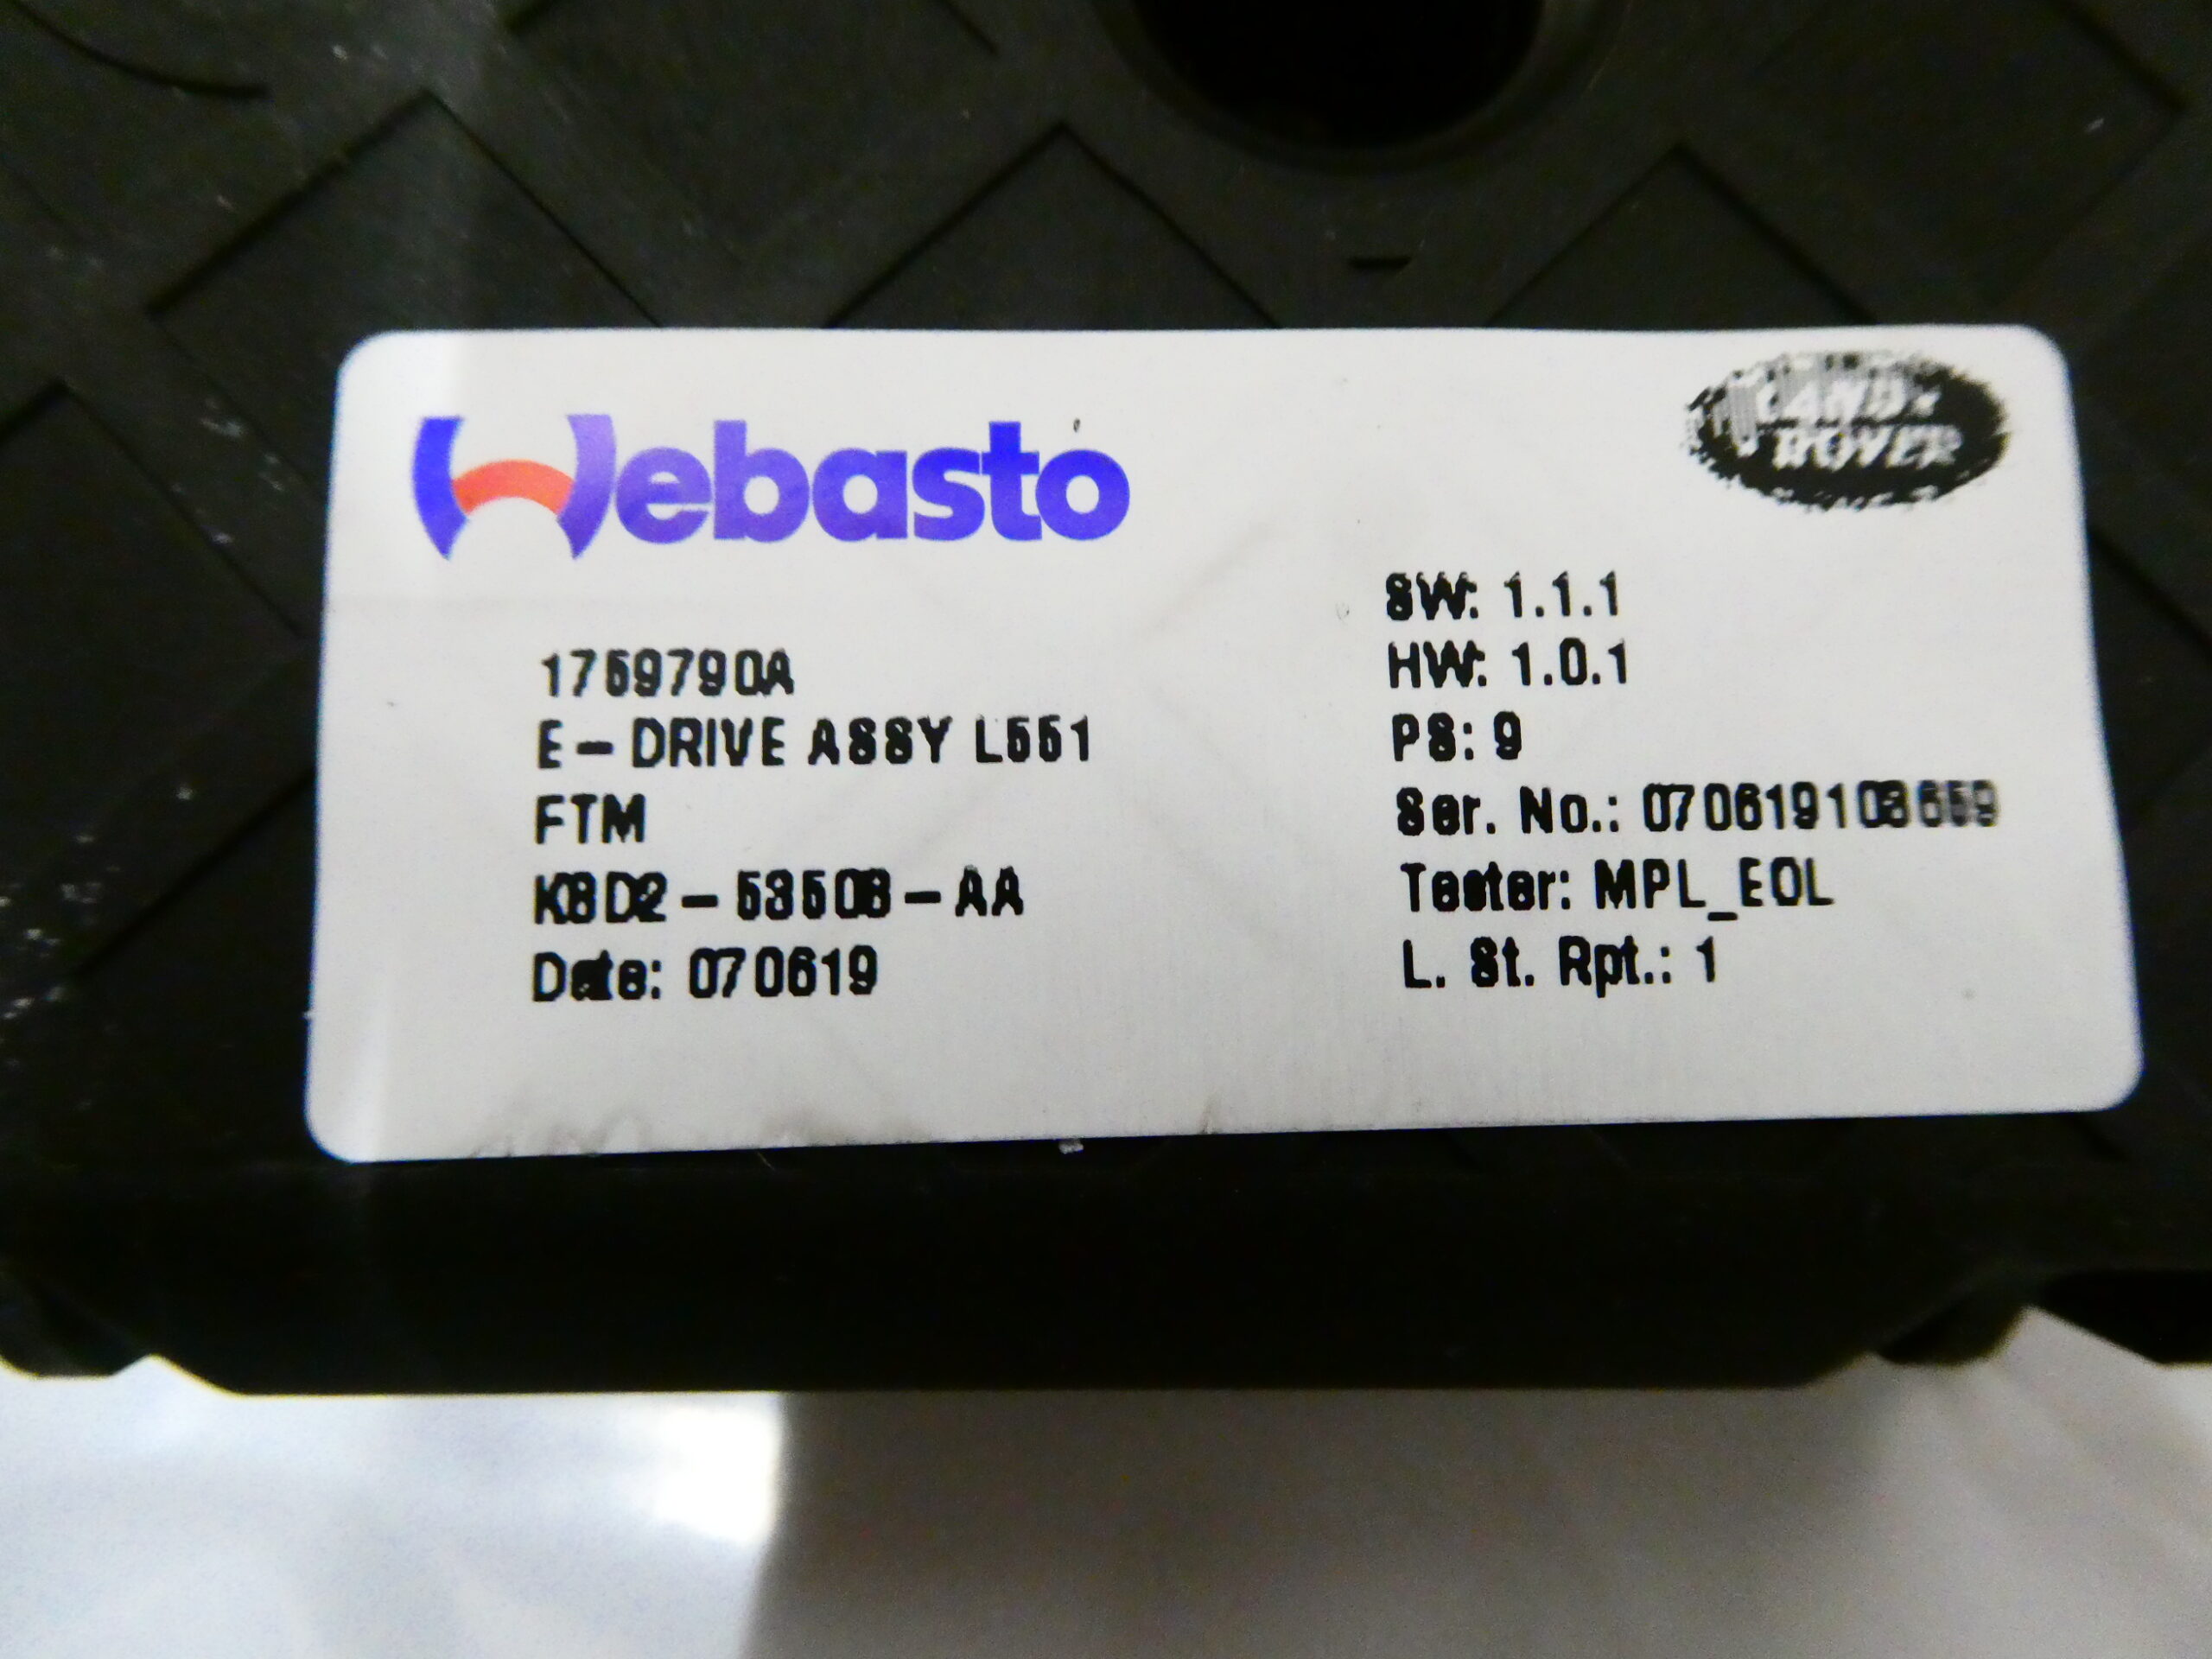 Webasto
LAND-
ROVER
1759790A
E-DRIVE ASSY L551
FTM
K8D2-53508-AA
Date: 070619
SW: 1.1.1
HW: 1.0.1
PS: 9
Ser. No.: 070619103659
Tester: MPL_EOL
L. St. Rpt.: 1